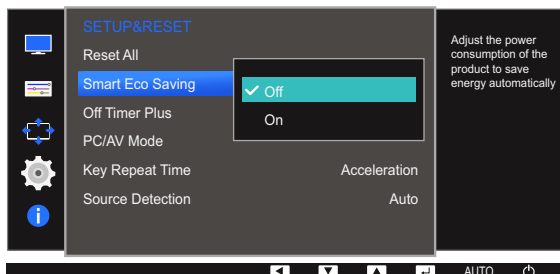 SETUP&RESET
Reset All
Smart Eco Saving
Off
Off Timer Plus
On
PC/AV Mode
Key Repeat Time Acceleration
Source Detection Auto
Adjust the power
consumption of the
product to save
energy automatically
AUTO